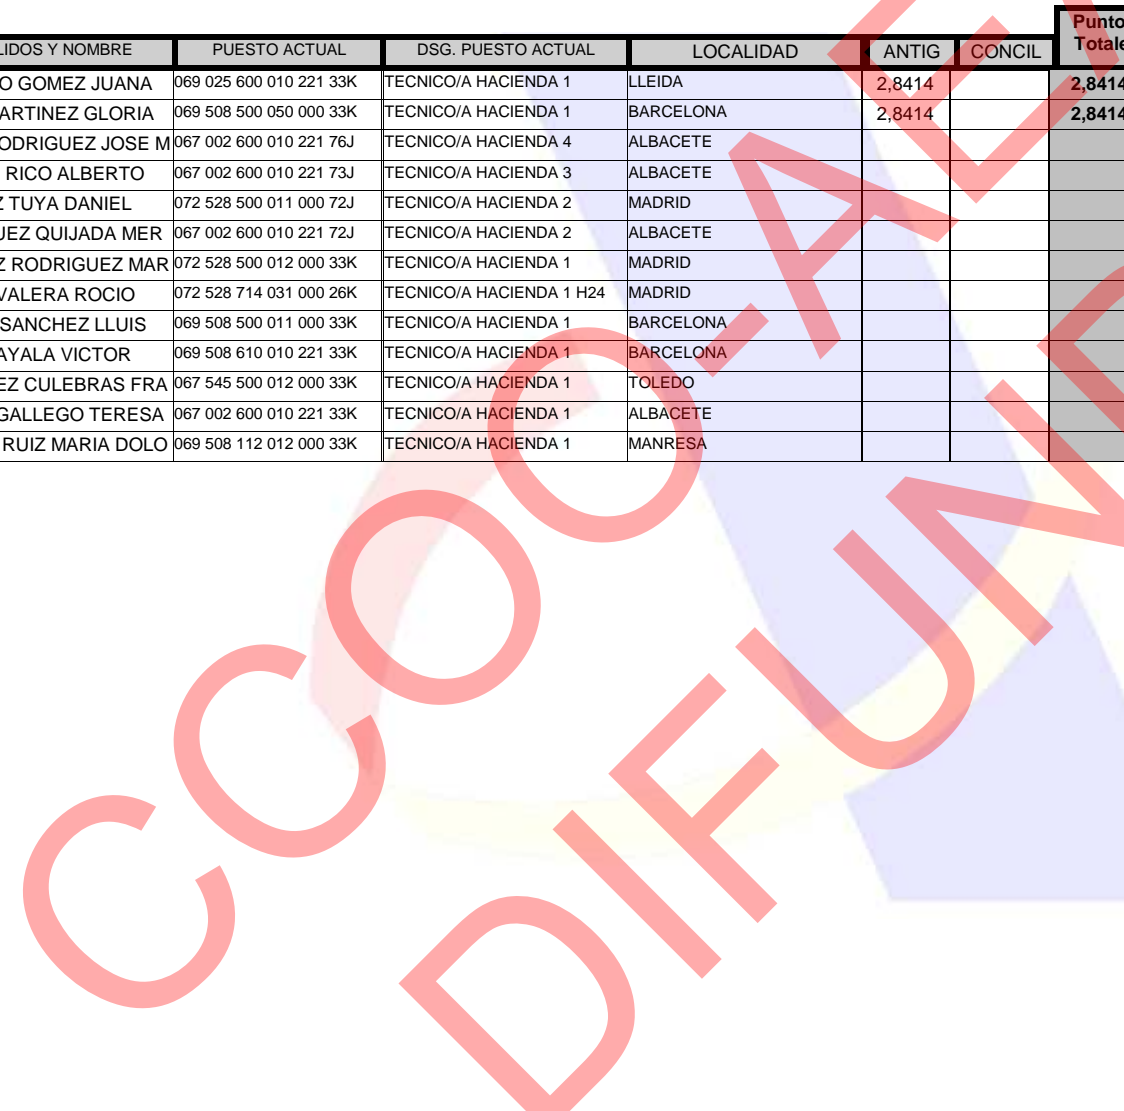 Punto
LIDOS Y NOMBRE PUESTO ACTUAL DSG. PUESTO ACTUAL LOCALIDAD ANTIG CONCIL Totale
O GOMEZ JUANA 069 025 600 010 221 33K TECNICO/A HACIENDA 1 LLEIDA 2,8414 2,8414
ARTINEZ GLORIA 069 508 500 050 000 33K TECNICO/A HACIENDA 1 BARCELONA 2,8414 2,8414
ODRIGUEZ JOSE M 067 002 600 010 221 76J TECNICO/A HACIENDA 4 ALBACETE
RICO ALBERTO 067 002 600 010 221 73J TECNICO/A HACIENDA 3 ALBACETE
Z TUYA DANIEL 072 528 500 011 000 72J TECNICO/A HACIENDA 2 MADRID
UEZ QUIJADA MER 067 002 600 010 221 72J TECNICO/A HACIENDA 2 ALBACETE
Z RODRIGUEZ MAR 072 528 500 012 000 33K TECNICO/A HACIENDA 1 MADRID
VALERA ROCIO 072 528 714 031 000 26K TECNICO/A HACIENDA 1 H24 MADRID
SANCHEZ LLUIS 069 508 500 011 000 33K TECNICO/A HACIENDA 1 BARCELONA
AYALA VICTOR 069 508 610 010 221 33K TECNICO/A HACIENDA 1 BARCELONA
EZ CULEBRAS FRA 067 545 500 012 000 33K TECNICO/A HACIENDA 1 TOLEDO
GALLEGO TERESA 067 002 600 010 221 33K TECNICO/A HACIENDA 1 ALBACETE
RUIZ MARIA DOLO 069 508 112 012 000 33K TECNICO/A HACIENDA 1 MANRESA
CCOO-AE
DIFUN